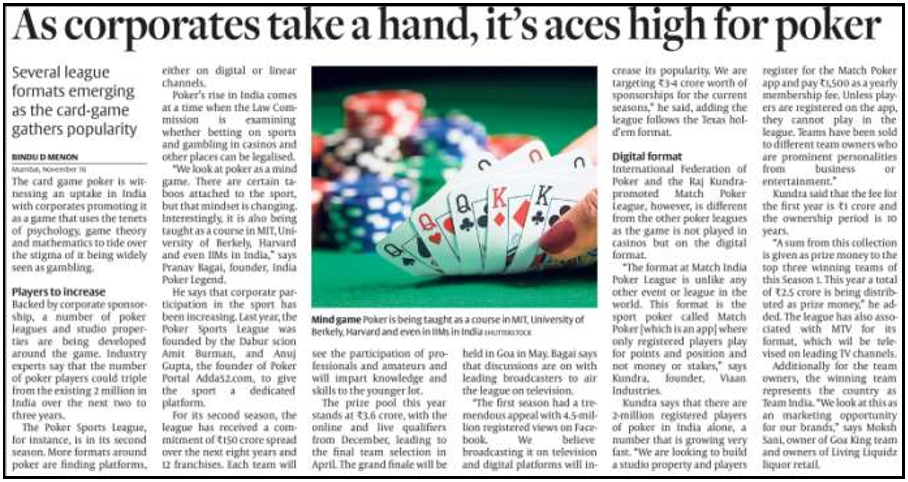 As corporates take a hand, it's aces high for poker
Several league
formats emerging
as the card-game
gathers popularity
BINDU D MENON
Mumbai, November 16
The card game poker is wit-
nessing an uptake in India
with corporates promoting it
as a game that uses the tenets
of psychology, game theory
and mathematics to tide over
the stigma of it being widely
seen as gambling.
Players to increase
Backed by corporate sponsor-
ship, a number of poker
leagues and studio proper-
ties are being developed
around the game. Industry
experts say that the number
of poker players could triple
from the existing 2 million in
India over the next two to
three years.
The Poker Sports League,
for instance, is in its second
season. More formats around
poker are finding platforms,
either on digital or linear
channels.
Poker's rise in India comes
at a time when the Law Com-
mission is examining
whether betting on sports
and gambling in casinos and
other places can be legalised.
"We look at poker as a mind
game. There are certain ta-
boos attached to the sport,
but that mindset is changing.
Interestingly, it is also being
taught as a course in MIT, Uni-
versity of Berkely, Harvard
and even IIMs in India," says
Pranav Bagai, founder, India
Poker Legend.
He says that corporate par-
ticipation in the sport has
been increasing. Last year, the
Poker Sports League was
founded by the Dabur scion
Amit Burman, and Anuj
Gupta, the founder of Poker
Portal Adda52.com, to give
the sport a dedicated
platform.
For its second season, the
league has received a com-
mitment of ₹150 crore spread
over the next eight years and
12 franchises. Each team will
Q
Q
Q
K
K
Mind game Poker is being taught as a course in MIT, University of
Berkely, Harvard and even in IIMs in India SHUTTERSTOCK
see the participation of pro-
fessionals and amateurs and
will impart knowledge and
skills to the younger lot.
The prize pool this year
stands at ₹3.6 crore, with the
online and live qualifiers
from December, leading to
the final team selection in
April. The grand finale will be
held in Goa in May. Bagai says
that discussions are on with
leading broadcasters to air
the league on television.
"The first season had a tre-
mendous appeal with 4.5-mil-
lion registered views on Face-
book. We believe
broadcasting it on television
and digital platforms will in-
crease its popularity. We are
targeting ₹3-4 crore worth of
sponsorships for the current
seasons," he said, adding the
league follows the Texas hol-
d'em format.
Digital format
International Federation of
Poker and the Raj Kundra-
promoted Match Poker
League, however, is different
from the other poker leagues
as the game is not played in
casinos but on the digital
format.
"The format at Match India
Poker League is unlike any
other event or league in the
world. This format is the
sport poker called Match
Poker [which is an app] where
only registered players play
for points and position and
not money or stakes," says
Kundra, founder, Viaan
Industries.
Kundra says that there are
2-million registered players
of poker in India alone, a
number that is growing very
fast. "We are looking to build
a studio property and players
register for the Match Poker
app and pay ₹1,500 as a yearly
membership fee. Unless play-
ers are registered on the app,
they cannot play in the
league. Teams have been sold
to different team owners who
are prominent personalities
from business or
entertainment."
Kundra said that the fee for
the first year is ₹1 crore and
the ownership period is 10
years.
"A sum from this collection
is given as prize money to the
top three winning teams of
this Season 1. This year a total
of ₹2.5 crore is being distrib-
uted as prize money," he ad-
ded. The league has also asso-
ciated with MTV for its
format, which wil be tele-
vised on leading TV channels.
Additionally for the team
owners, the winning team
represents the country as
Team India. "We look at this as
an marketing opportunity
for our brands," says Moksh
Sani, owner of Goa King team
and owners of Living Liquidz
liquor retail.